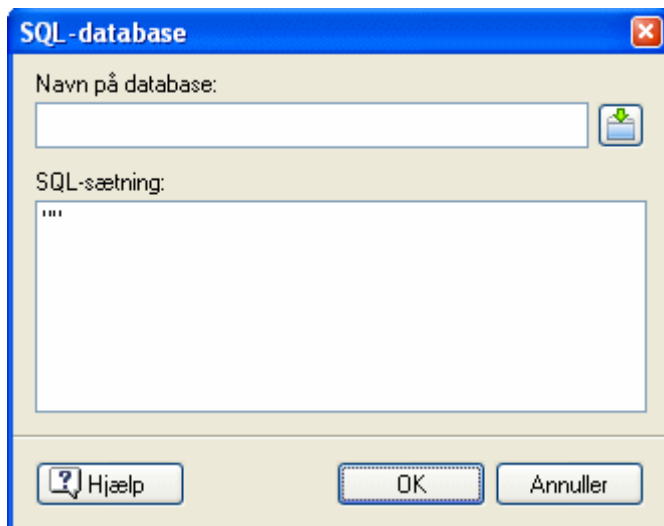 SQL-database
Navn på database:
SQL-sætning:
""
Hjælp OK Annuller